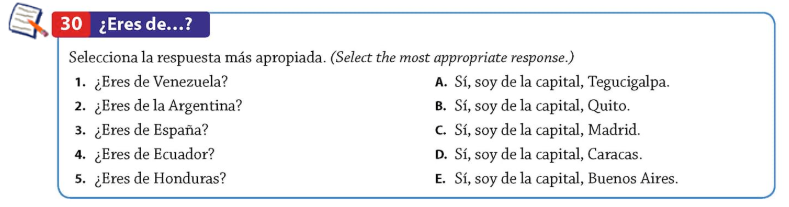 30 ¿Eres de...?
Selecciona la respuesta más apropiada. (Select the most appropriate response.)
1. ¿Eres de Venezuela? A. Sí, soy de la capital, Tegucigalpa.
2. ¿Eres de la Argentina? B. Sí, soy de la capital, Quito.
3. ¿Eres de España? C. Sí, soy de la capital, Madrid.
4. ¿Eres de Ecuador? D. Sí, soy de la capital, Caracas.
5. ¿Eres de Honduras? E. Sí, soy de la capital, Buenos Aires.